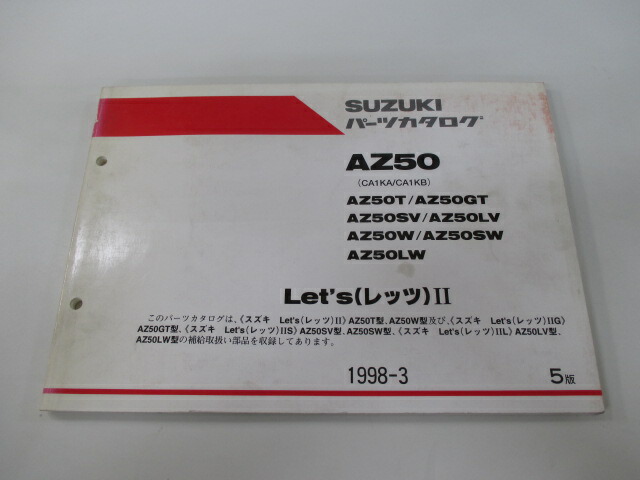 SUZUKI
パーツカタログ
AZ50
(CA1KA/CA1KB)
AZ50T/AZ50GT
AZ50SV/AZ50LV
AZ50W/AZ50SW
AZ50LW
Let's(レッツ)II
このパーツカタログは、《スズキ Let's(レッツ)II》AZ50T型、AZ50W型及び、《スズキ Let's(レッツ)IIG》
AZ50GT型、《スズキ Let's(レッツ)IIS》AZ50SV型、AZ50SW型、《スズキ Let's(レッツ)IIL》AZ50LV型、
AZ50LW型の補給取扱い部品を収録してあります。
1998-3
5版